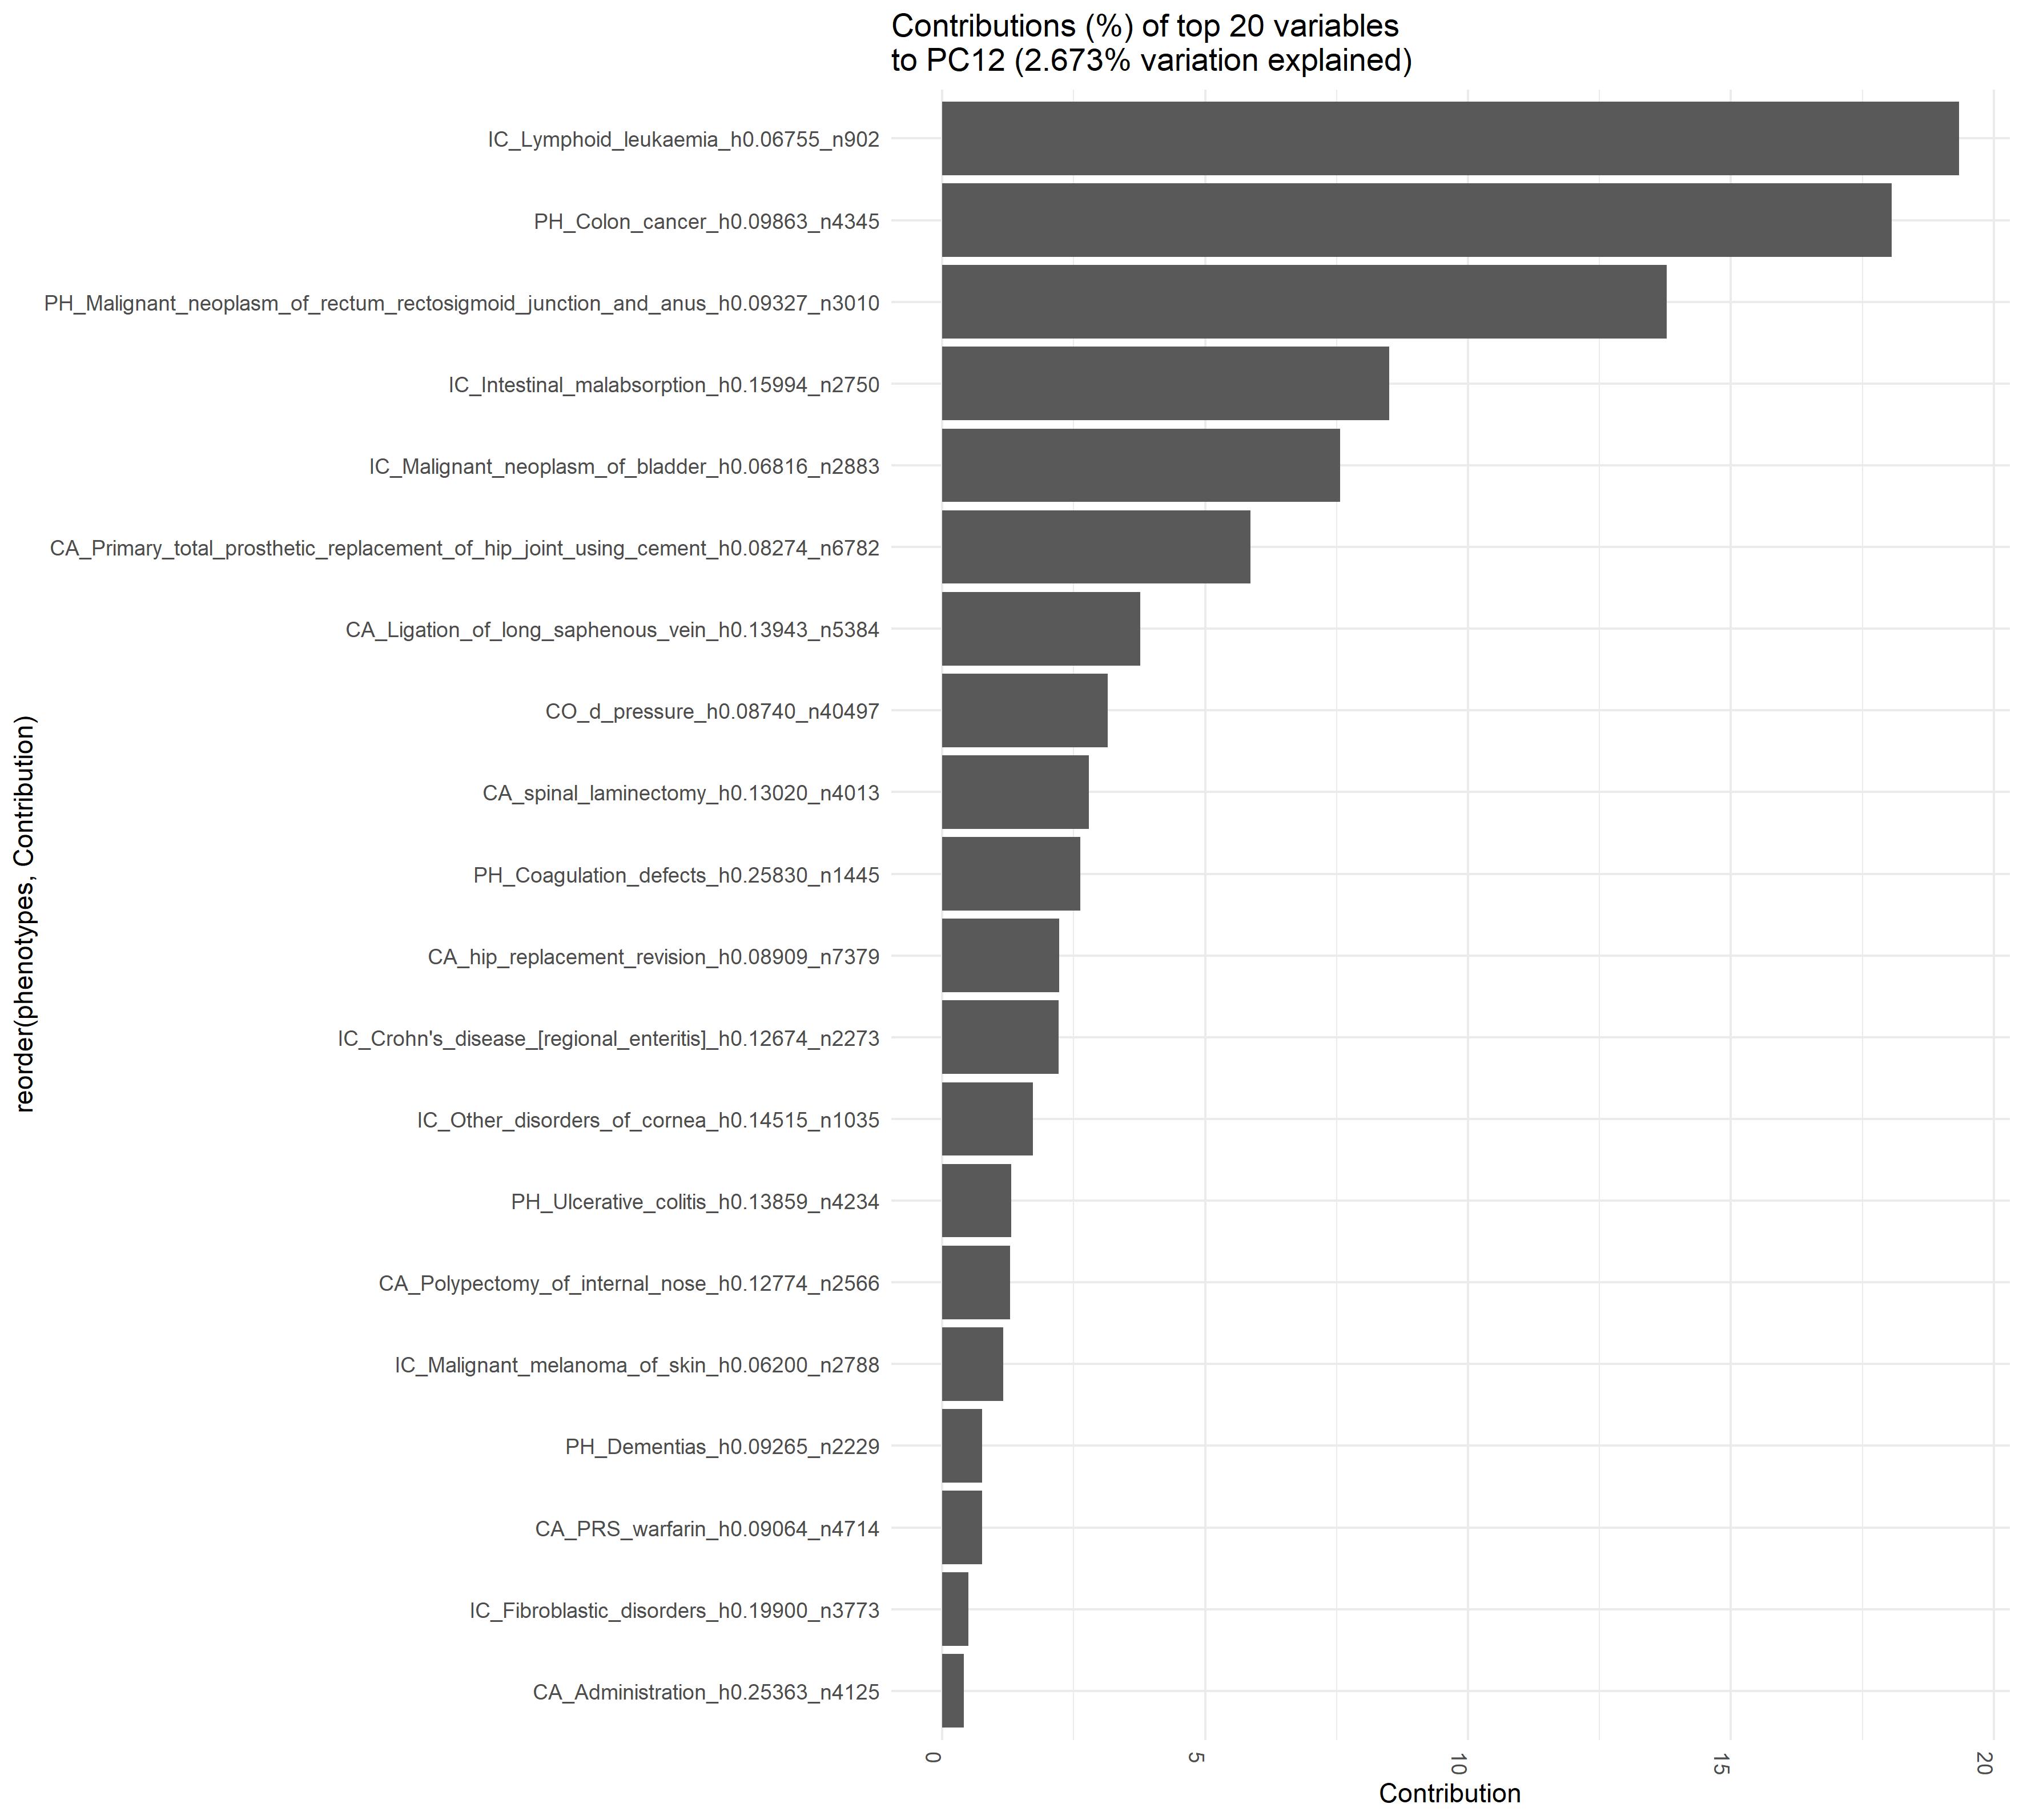 Contributions (%) of top 20 variables
to PC12 (2.673% variation explained)
IC_Lymphoid_leukaemia_h0.06755_n902
PH_Colon_cancer_h0.09863_n4345
PH_Malignant_neoplasm_of_rectum_rectosigmoid_junction_and_anus_h0.09327_n3010
IC_Intestinal_malabsorption_h0.15994_n2750
IC_Malignant_neoplasm_of_bladder_h0.06816_n2883
CA_Primary_total_prosthetic_replacement_of_hip_joint_using_cement_h0.08274_n6782
CA_Ligation_of_long_saphenous_vein_h0.13943_n5384
CO_d_pressure_h0.08740_n40497
CA_spinal_laminectomy_h0.13020_n4013
PH_Coagulation_defects_h0.25830_n1445
CA_hip_replacement_revision_h0.08909_n7379
IC_Crohn's_disease_[regional_enteritis]_h0.12674_n2273
IC_Other_disorders_of_cornea_h0.14515_n1035
PH_Ulcerative_colitis_h0.13859_n4234
CA_Polypectomy_of_internal_nose_h0.12774_n2566
IC_Malignant_melanoma_of_skin_h0.06200_n2788
PH_Dementias_h0.09265_n2229
CA_PRS_warfarin_h0.09064_n4714
IC_Fibroblastic_disorders_h0.19900_n3773
CA_Administration_h0.25363_n4125
reorder(phenotypes, Contribution)
0 5 10 15 20
Contribution